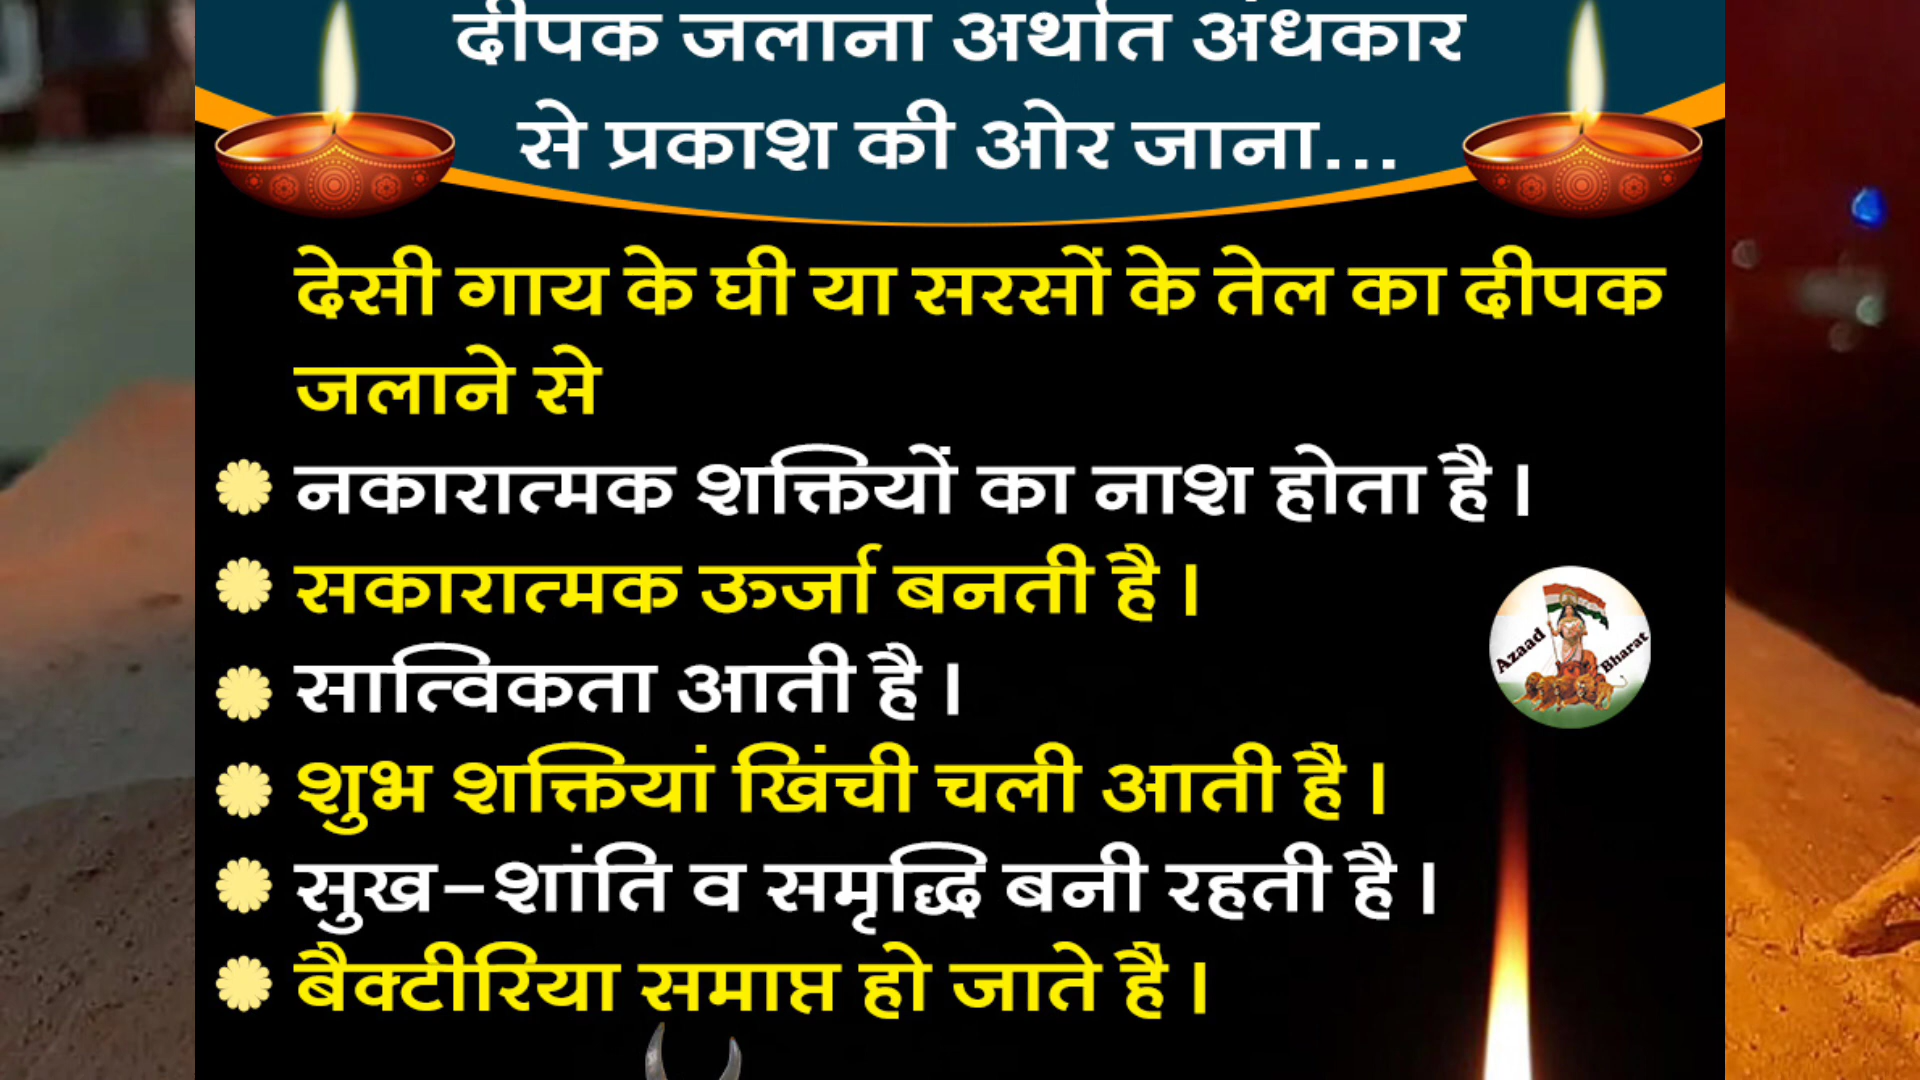 दीपक जलाना अर्थात अंधकार
से प्रकाश की ओर जाना...
देसी गाय के घी या सरसों के तेल का दीपक
जलाने से
नकारात्मक शक्तियों का नाश होता है ।
सकारात्मक ऊर्जा बनती है ।
सात्विकता आती है ।
Azaad Bharat
शुभ शक्तियां खिंची चली आती हैं ।
सुख-शांति व समृद्धि बनी रहती है ।
बैक्टीरिया समाप्त हो जाते हैं ।